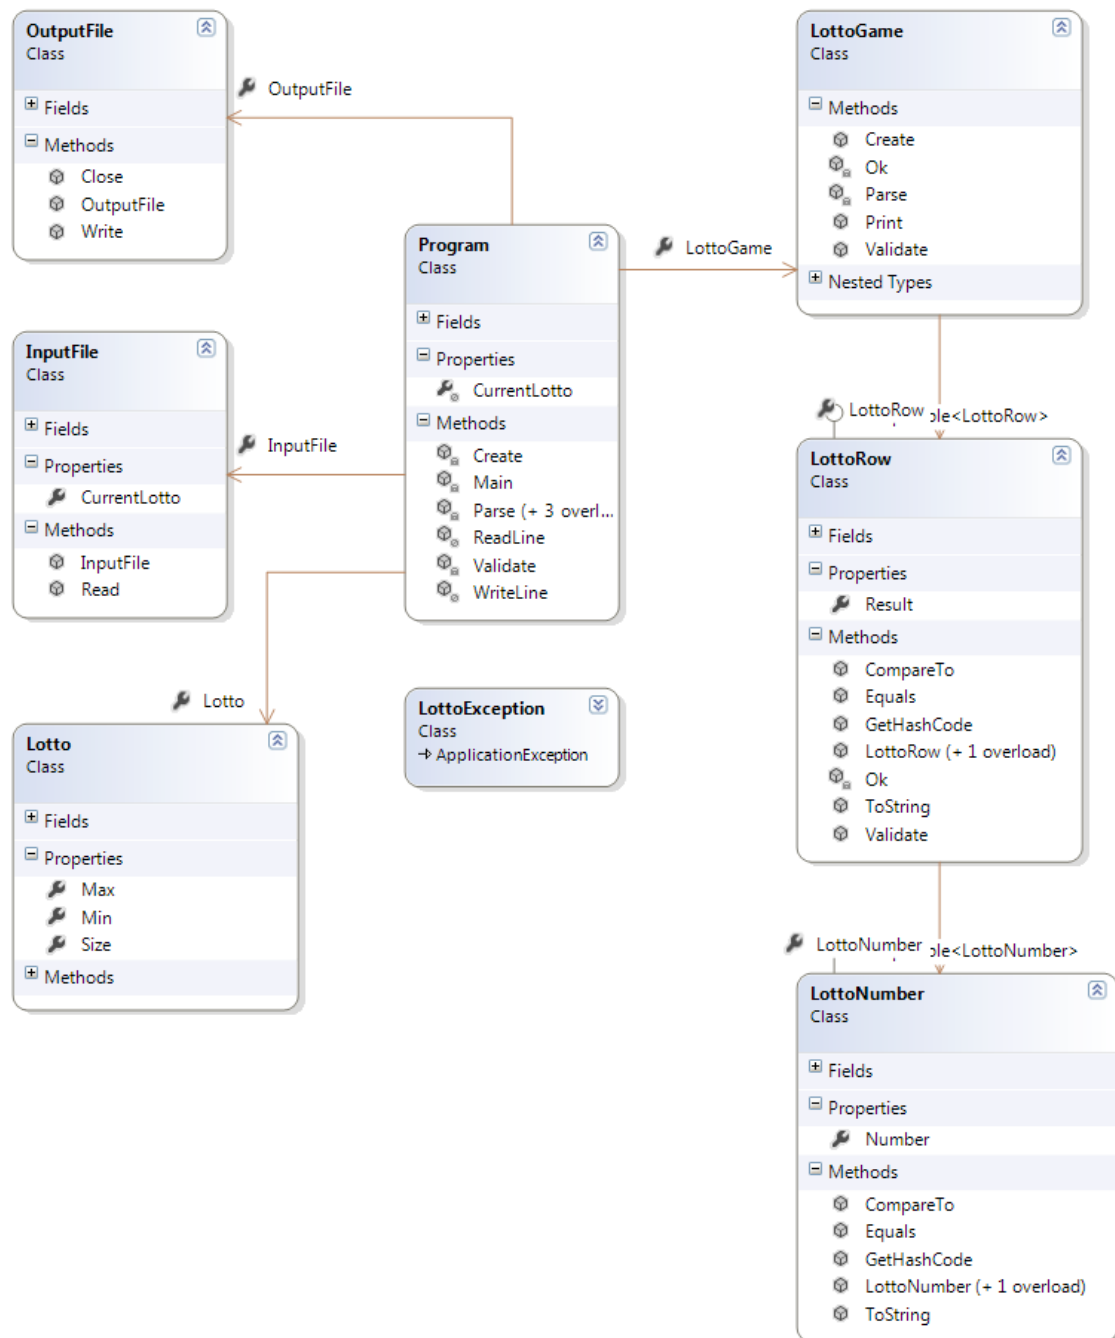 OutputFile
Class
Fields
Methods
Close
OutputFile
Write
OutputFile
LottoGame
Class
Methods
Create
Ok
Parse
Print
Validate
Nested Types
Program
Class
Fields
Properties
CurrentLotto
Methods
Create
Main
Parse (+ 3 overl...
ReadLine
Validate
WriteLine
LottoGame
InputFile
Class
Fields
Properties
CurrentLotto
Methods
InputFile
Read
InputFile
LottoRow
ble<LottoRow>
LottoRow
Class
Fields
Properties
Result
Methods
CompareTo
Equals
GetHashCode
LottoRow (+ 1 overload)
Ok
ToString
Validate
Lotto
Lotto
Class
Fields
Properties
Max
Min
Size
Methods
LottoException
Class
ApplicationException
LottoNumber
ble<LottoNumber>
LottoNumber
Class
Fields
Properties
Number
Methods
CompareTo
Equals
GetHashCode
LottoNumber (+ 1 overload)
ToString